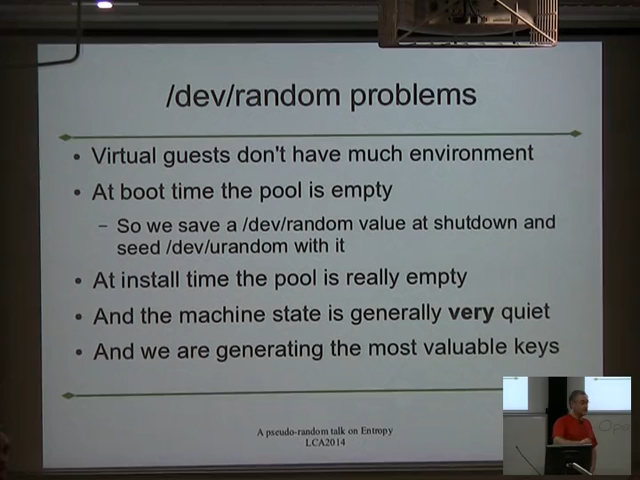 /dev/random problems
• Virtual guests don't have much environment
• At boot time the pool is empty
– So we save a /dev/random value at shutdown and
seed /dev/urandom with it
• At install time the pool is really empty
• And the machine state is generally very quiet
• And we are generating the most valuable keys
A pseudo-random talk on Entropy
LCA2014
Ope